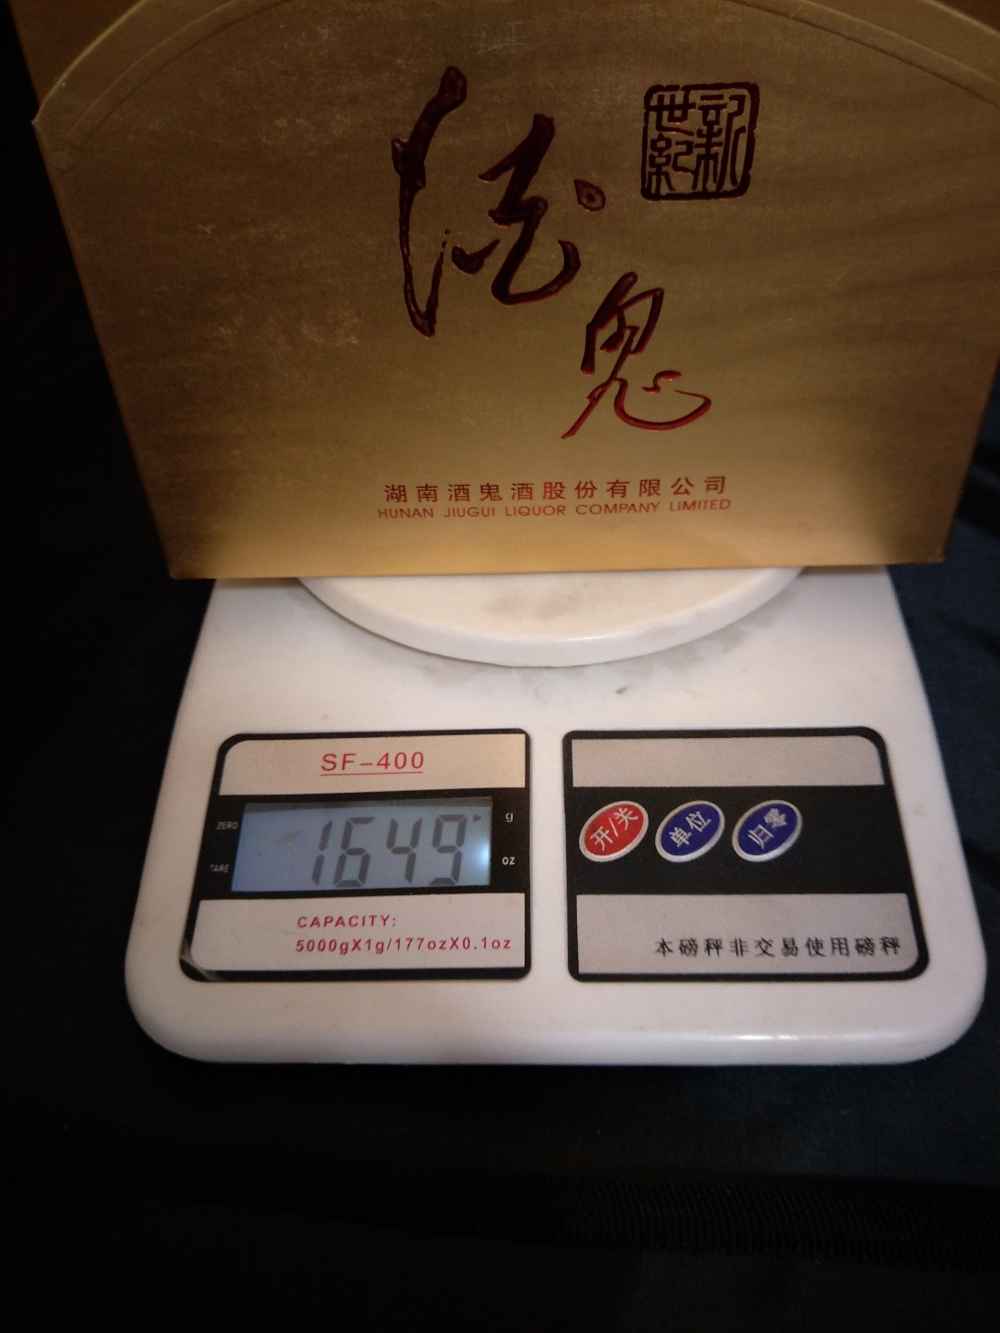 酒鬼
新世紀
湖南酒鬼酒股份有限公司
HUNAN JIUGUI LIQUOR COMPANY LIMITED
SF-400
ZERO
TARE
1649
g
oz
CAPACITY:
5000gX1g/177ozX0.1oz
开/关
单位
归零
本磅秤非交易使用磅秤